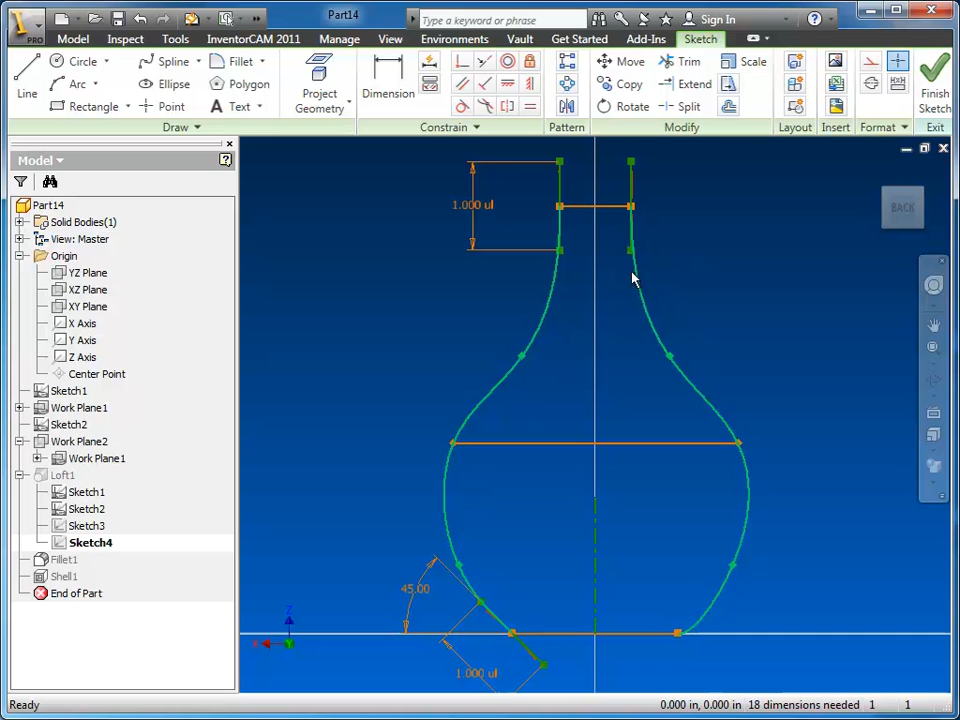 Part14
Type a keyword or phrase
Sign In
PRO
Model Inspect Tools InventorCAM 2011 Manage View Environments Vault Get Started Add-Ins Sketch
Line
Circle
Arc
Rectangle
Spline
Ellipse
Point
Fillet
Polygon
Text
Project
Geometry
Dimension
Move
Copy
Rotate
Trim
Extend
Split
Scale
Finish
Sketch
Draw
Constrain
Pattern
Modify
Layout
Insert
Format
Exit
Model
Part14
Solid Bodies(1)
View: Master
Origin
YZ Plane
XZ Plane
XY Plane
X Axis
Y Axis
Z Axis
Center Point
Sketch1
Work Plane1
Sketch2
Work Plane2
Work Plane1
Loft1
Sketch1
Sketch2
Sketch3
Sketch4
Fillet1
Shell1
End of Part
1.000 ul
BACK
45.00
1.000 ul
Z
X
Ready
0.000 in, 0.000 in 18 dimensions needed 1 1